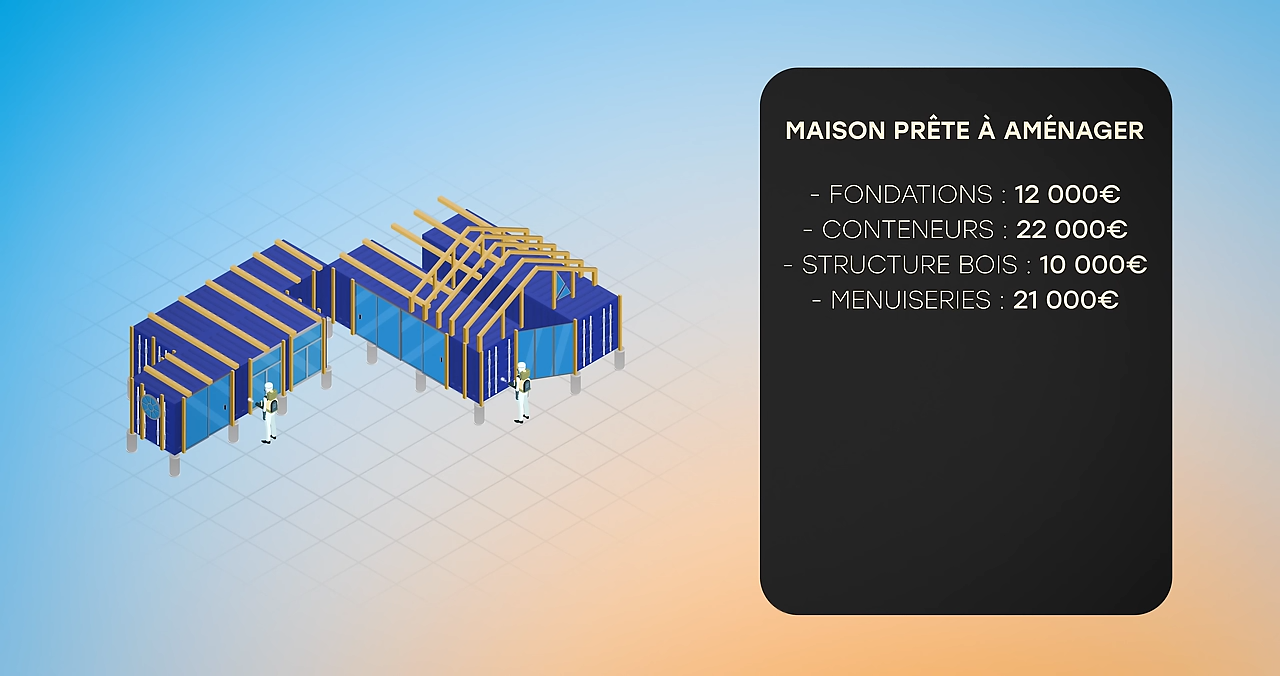 MAISON PRÊTE À AMÉNAGER
- FONDATIONS : 12 000€
- CONTENEURS : 22 000€
- STRUCTURE BOIS : 10 000€
- MENUISERIES : 21 000€